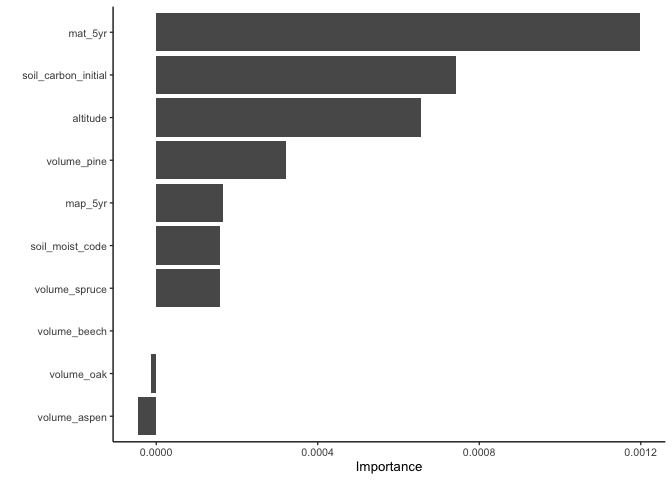 mat_5yr
soil_carbon_initial
altitude
volume_pine
map_5yr
soil_moist_code
volume_spruce
volume_beech
volume_oak
volume_aspen
0.0000 0.0004 0.0008 0.0012
Importance